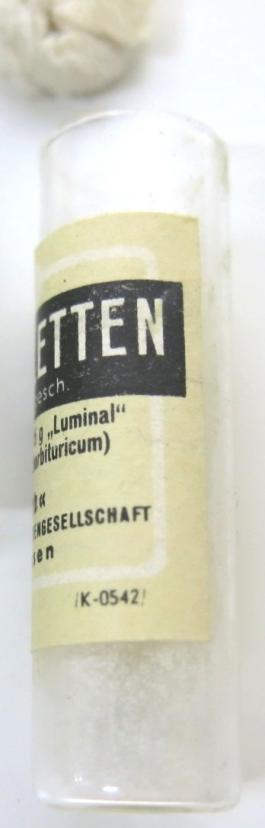 ETTEN
esch.
g „Luminal“
rbituricum)
«
ENGESELLSCHAFT
sen
/K-0542/